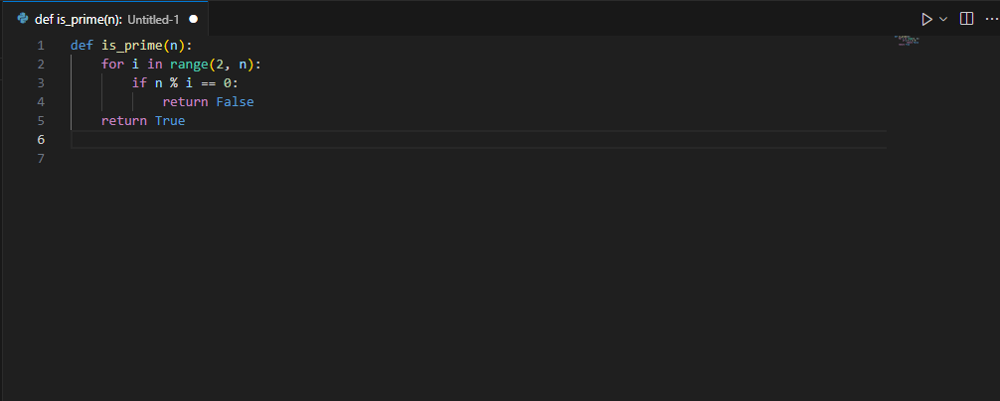 def is_prime(n): Untitled-1
1 def is_prime(n):
2     for i in range(2, n):
3         if n % i == 0:
4             return False
5     return True
6
7